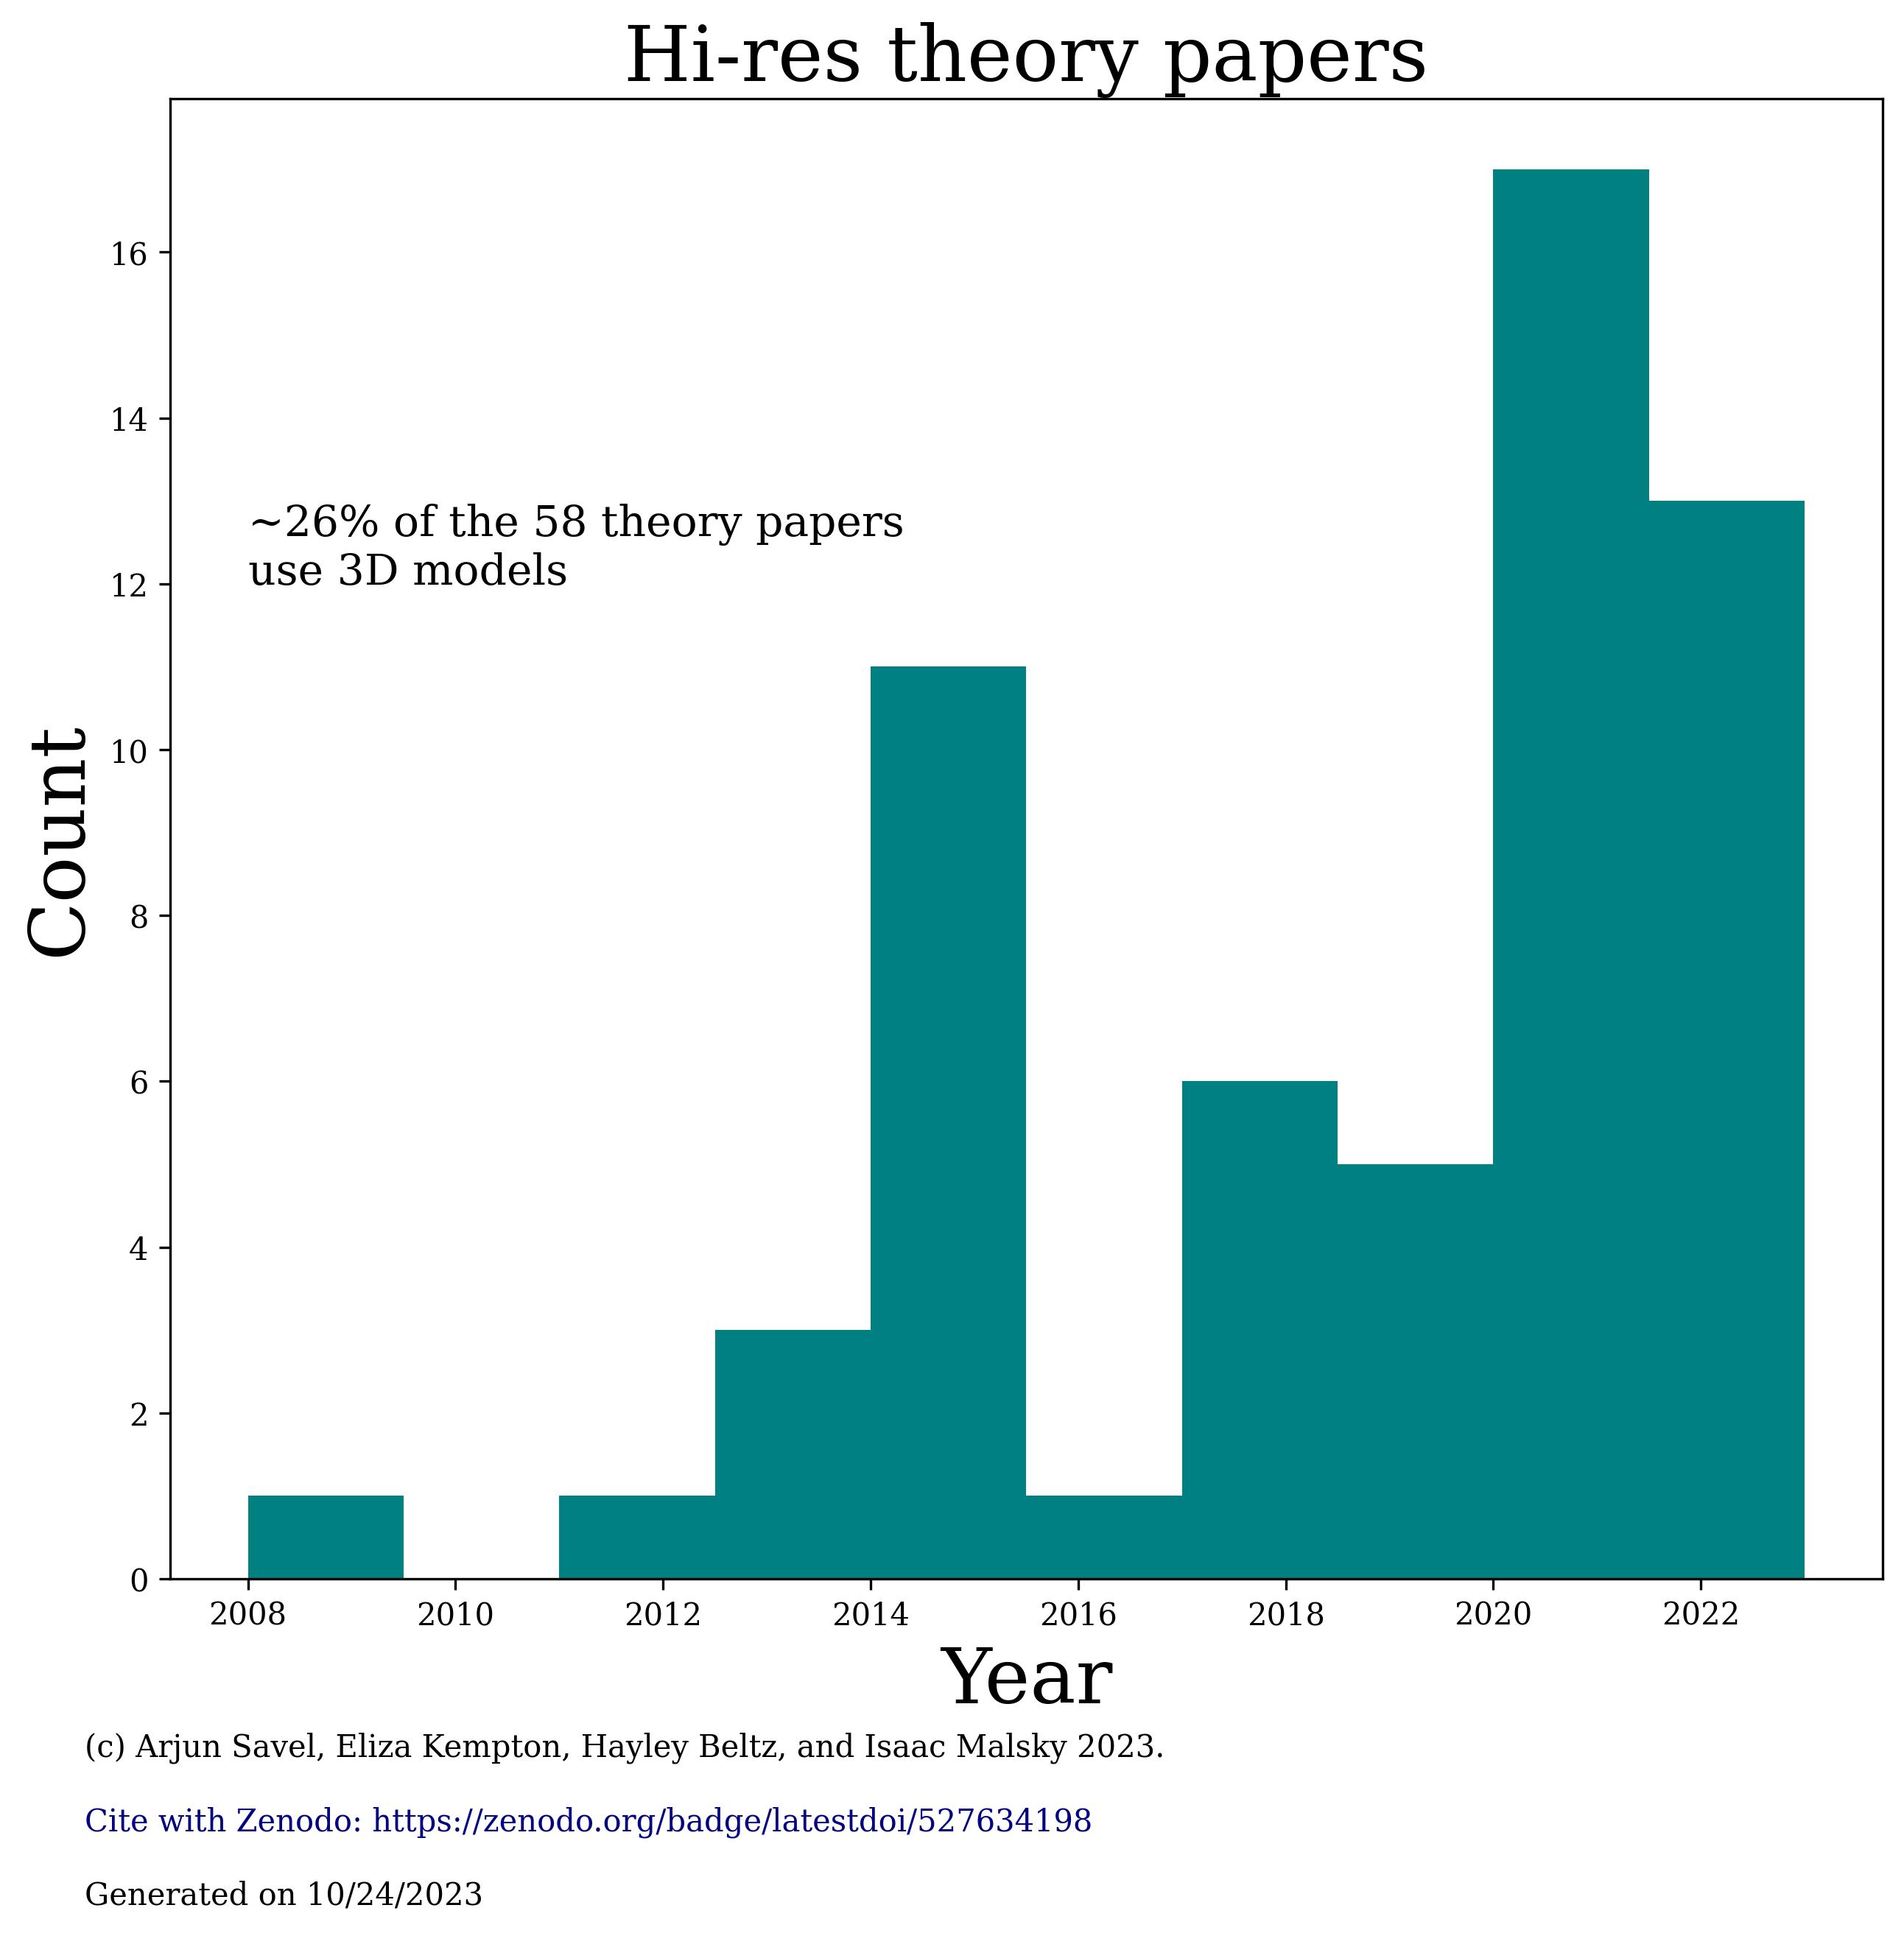 Hi-res theory papers
16
14
~26% of the 58 theory papers
use 3D models
12
10
Count
8
6
4
2
0
2008 2010 2012 2014 2016 2018 2020 2022
Year
(c) Arjun Savel, Eliza Kempton, Hayley Beltz, and Isaac Malsky 2023.
Cite with Zenodo: https://zenodo.org/badge/latestdoi/527634198
Generated on 10/24/2023